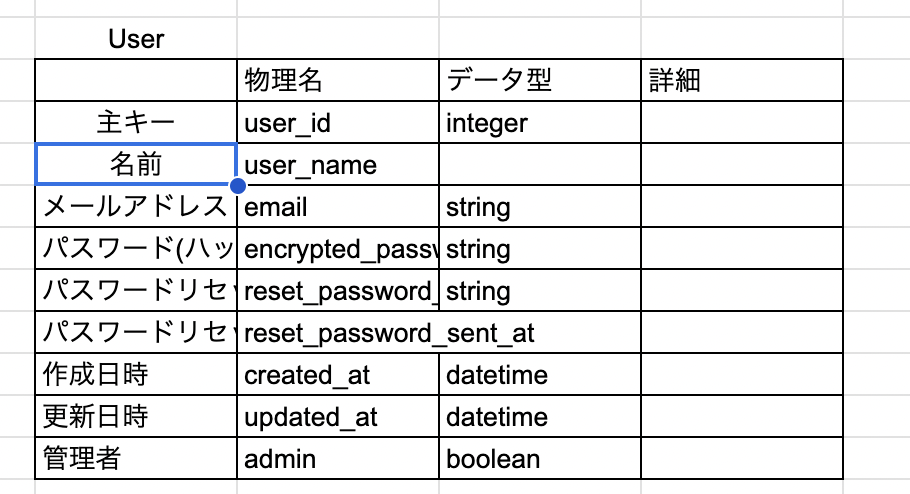 User
物理名 データ型 詳細
主キー user_id integer
名前 user_name
メールアドレス email string
パスワード(ハッ encrypted_passw string
パスワードリセッ reset_password_ string
パスワードリセッ reset_password_sent_at
作成日時 created_at datetime
更新日時 updated_at datetime
管理者 admin boolean